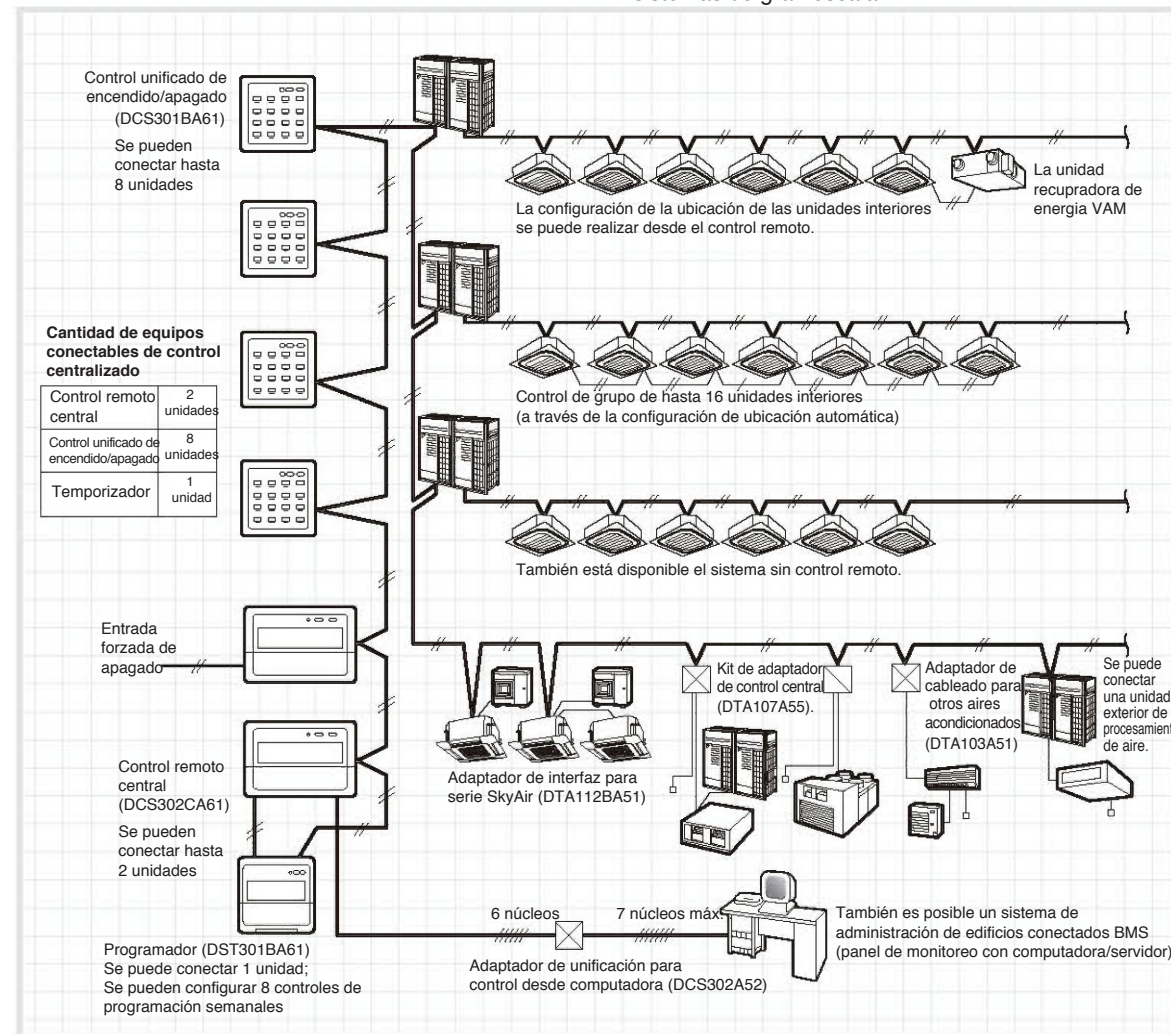 Control unificado de
encendido/apagado
(DCS301BA61)
Se pueden
conectar hasta
8 unidades
La unidad
recupradora de
energia VAM
La configuración de la ubicación de las unidades interiores
se puede realizar desde el control remoto.
Cantidad de equipos
conectables de control
centralizado
Control remoto
central
2
unidades
Control unificado de
encendido/apagado
8
unidades
Temporizador
1
unidad
Control de grupo de hasta 16 unidades interiores
(a través de la configuración de ubicación automática)
También está disponible el sistema sin control remoto.
Entrada
forzada de
apagado
Kit de adaptador
de control central
(DTA107A55).
Adaptador de
cableado para
otros aires
acondicionados
(DTA103A51)
Se puede
conectar
una unidad
exterior de
procesamient
de aire.
Adaptador de interfaz para
serie SkyAir (DTA112BA51)
Control remoto
central
(DCS302CA61)
Se pueden
conectar hasta
2 unidades
Programador (DST301BA61)
Se puede conectar 1 unidad;
Se pueden configurar 8 controles de
programación semanales
6 núcleos
7 núcleos máx
Adaptador de unificación para
control desde computadora (DCS302A52)
También es posible un sistema de
administración de edificios conectados BMS
(panel de monitoreo con computadora/servidor)